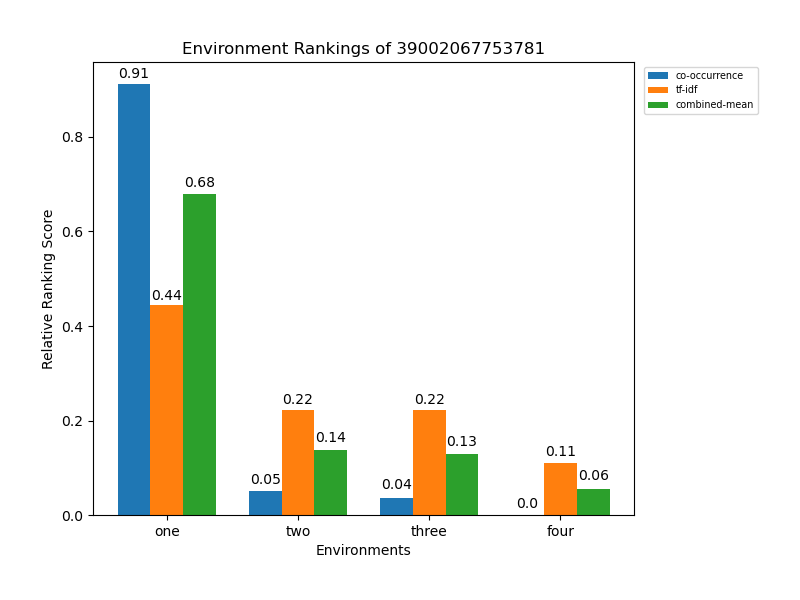 Environment Rankings of 39002067753781
co-occurrence
tf-idf
combined-mean
Relative Ranking Score
0.8
0.6
0.4
0.2
0.0
0.91
0.44
0.68
0.05
0.22
0.14
0.04
0.22
0.13
0.0
0.11
0.06
one two three four
Environments